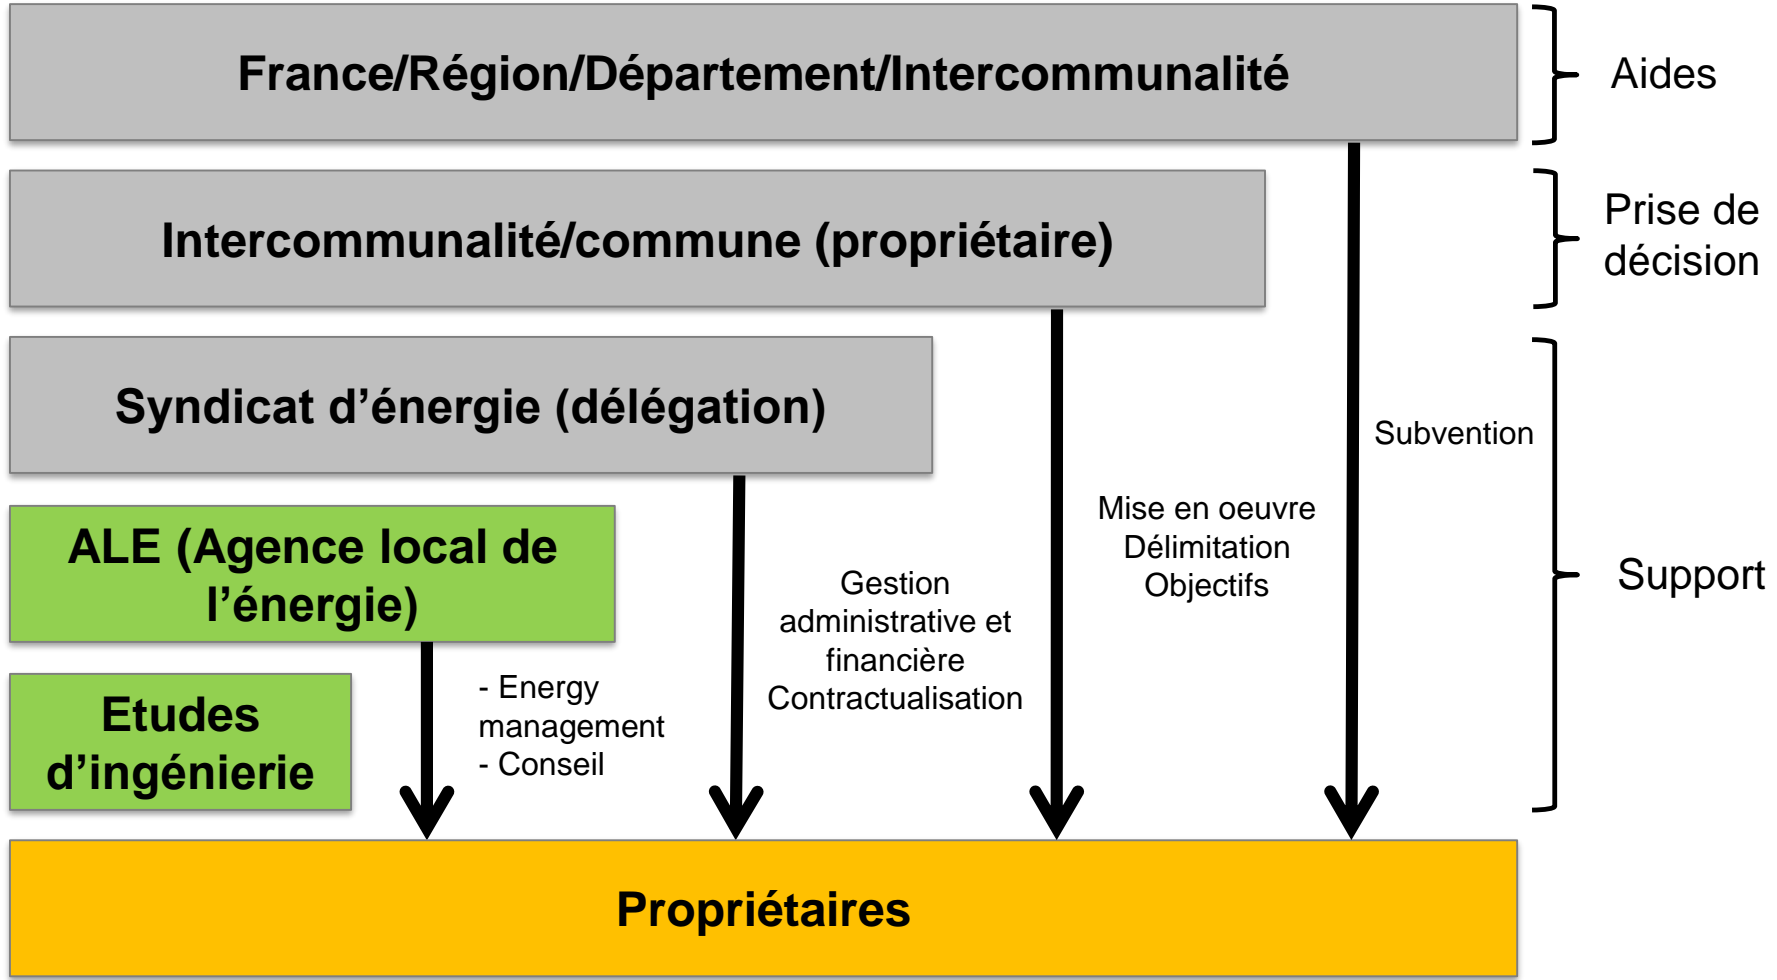 France/Région/Département/Intercommunalité
Aides
Intercommunalité/commune (propriétaire)
Prise de
décision
Syndicat d’énergie (délégation)
Subvention
ALE (Agence local de
l’énergie)
Mise en oeuvre
Délimitation
Objectifs
Support
Gestion
administrative et
financière
Contractualisation
- Energy
management
- Conseil
Etudes
d’ingénierie
Propriétaires